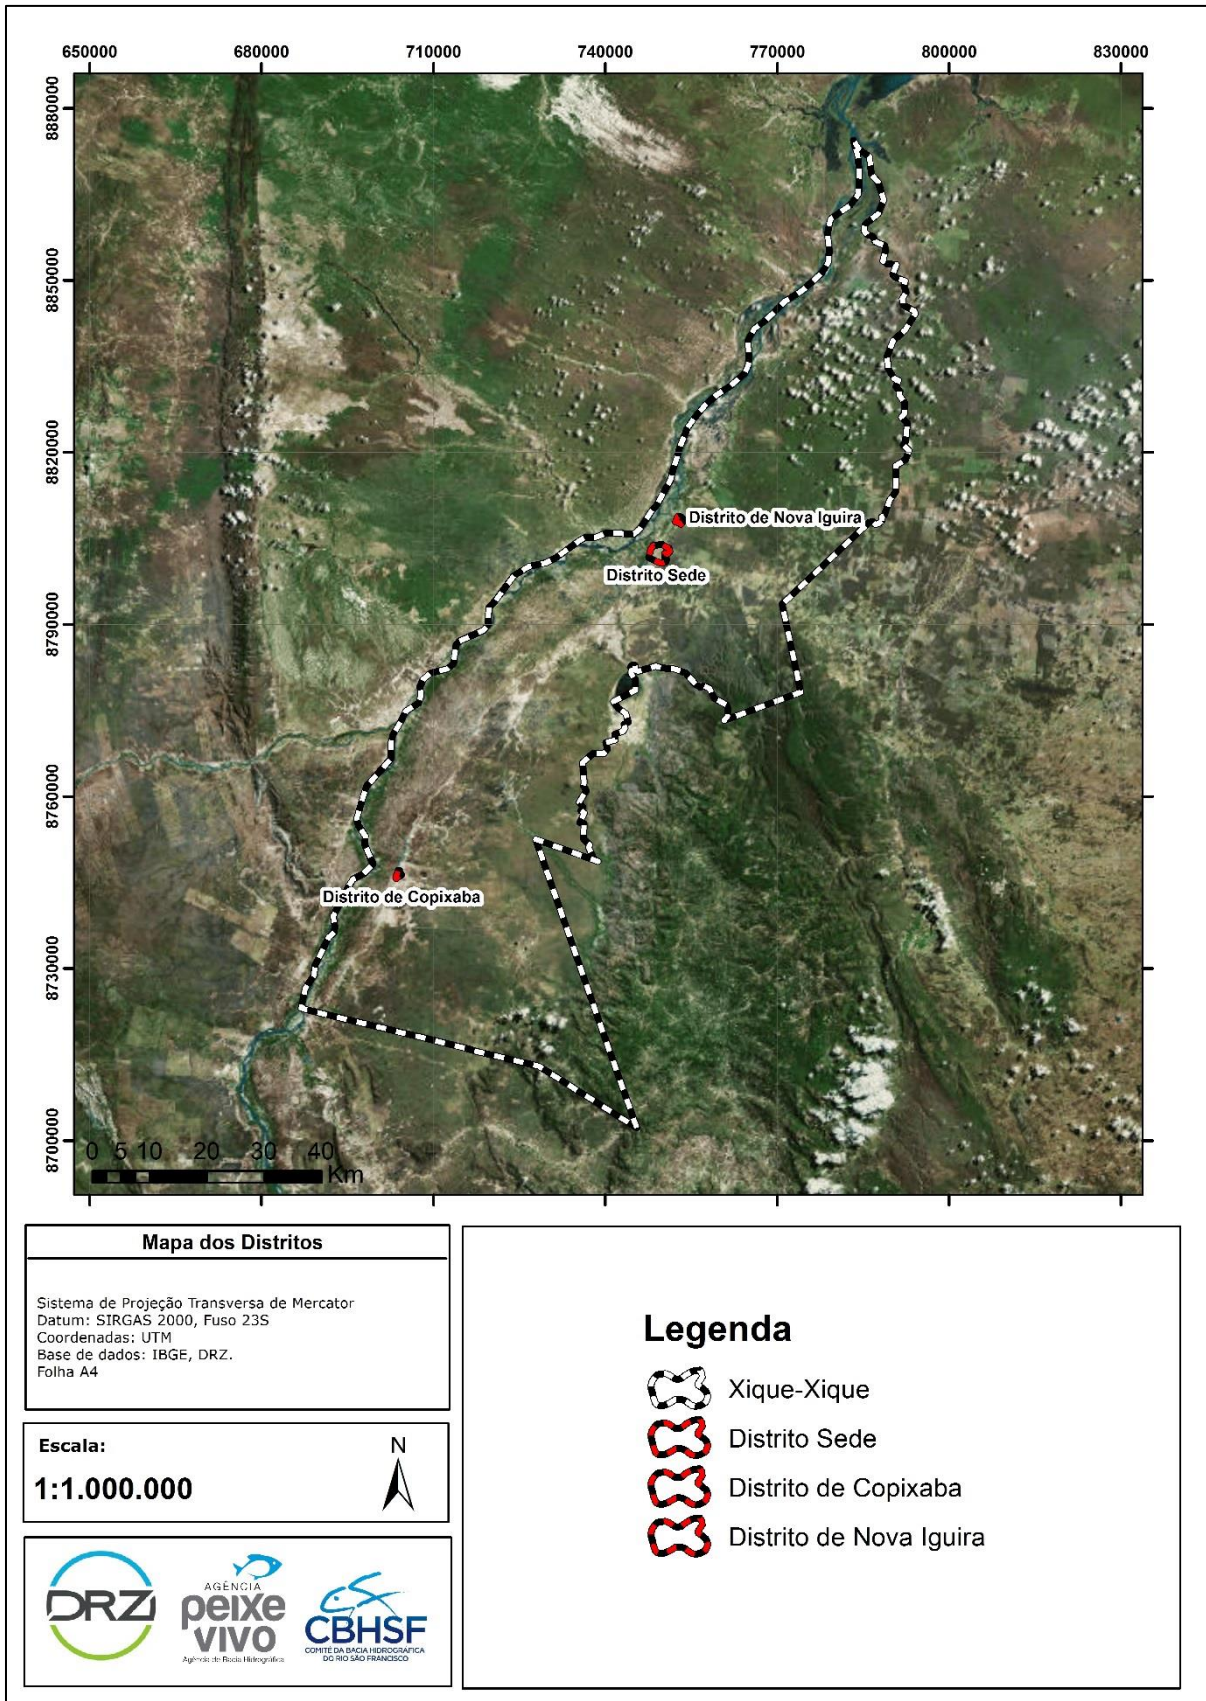 650000 680000 710000 740000 770000 800000 830000
8880000
8850000
8820000
8790000
8760000
8730000
8700000
Distrito de Nova Iguira
Distrito Sede
Distrito de Copixaba
0 5 10 20 30 40
Km
Mapa dos Distritos
Sistema de Projeção Transversa de Mercator
Datum: SIRGAS 2000, Fuso 23S
Coordenadas: UTM
Base de dados: IBGE, DRZ.
Folha A4
Escala:
1:1.000.000
N
DRZ
AGÊNCIA
peixe
vivo
Agência de Bacia Hidrográfica
CBHSF
COMITÊ DA BACIA HIDROGRÁFICA
DO RIO SÃO FRANCISCO
Legenda
Xique-Xique
Distrito Sede
Distrito de Copixaba
Distrito de Nova Iguira